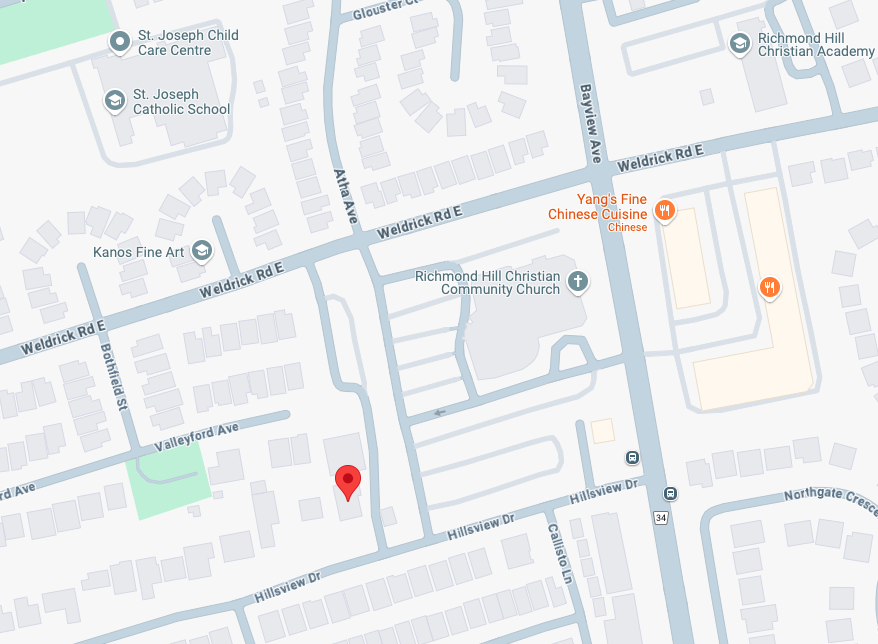 Glouster Ct
St. Joseph Child
Care Centre
Richmond Hill
Christian Academy
St. Joseph
Catholic School
Bayview Ave
Weldrick Rd E
Atha Ave
Yang's Fine
Chinese Cuisine
Chinese
Weldrick Rd E
Kanos Fine Art
Weldrick Rd E
Richmond Hill Christian
Community Church
Weldrick Rd E
Bothfield St
Valleyford Ave
rd Ave
Hillsview Dr
34
Northgate Cresce
Hillsview Dr
Callisto Ln
Hillsview Dr